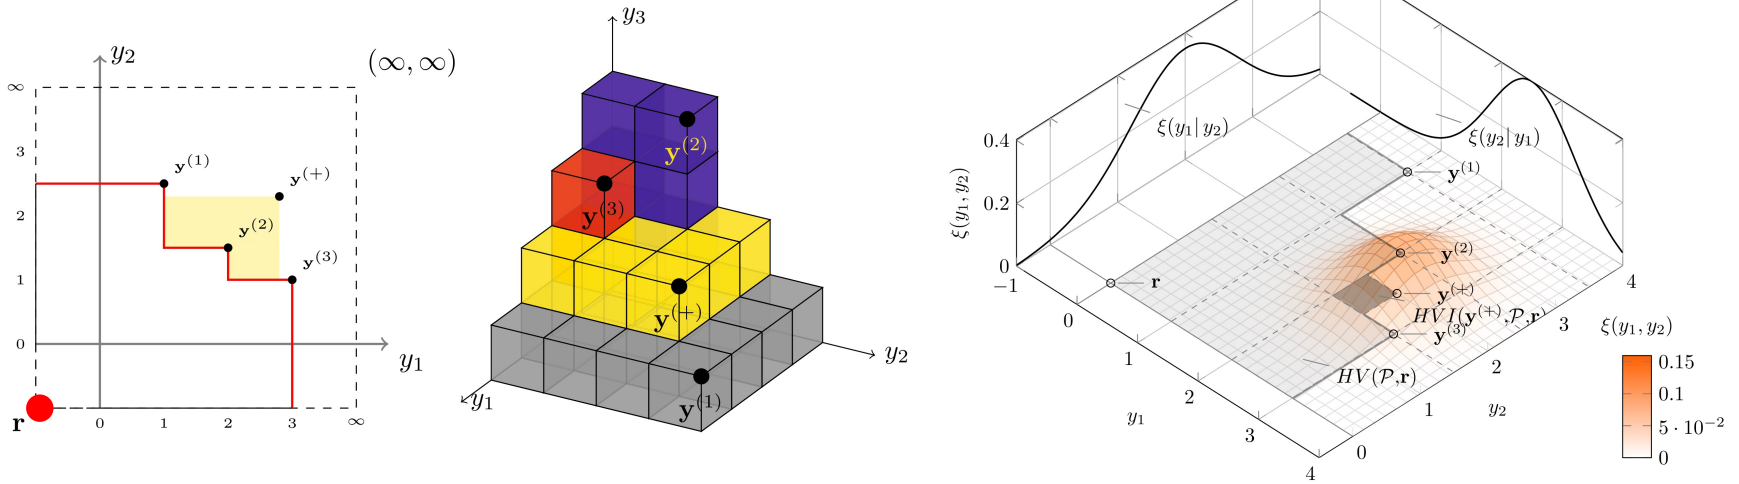 y₂
(∞, ∞)
∞
3
2
1
0
y⁽¹⁾
y⁽⁺⁾
y⁽²⁾
y⁽³⁾
y₁
r
0 1 2 3 ∞
y₃
y⁽²⁾
y⁽³⁾
y⁽⁺⁾
y⁽¹⁾
y₁
y₂
ξ(y₁| y₂)
ξ(y₂| y₁)
0.4
0.2
0
ξ(y₁, y₂)
y⁽¹⁾
y⁽²⁾
y⁽⁺⁾
HVI(y⁽⁺⁾,𝒫,r)
y⁽³⁾
r
HV(𝒫,r)
−1
0
1
2
3
4
y₁
0
1
2
3
4
y₂
ξ(y₁, y₂)
0.15
0.1
5 · 10⁻²
0